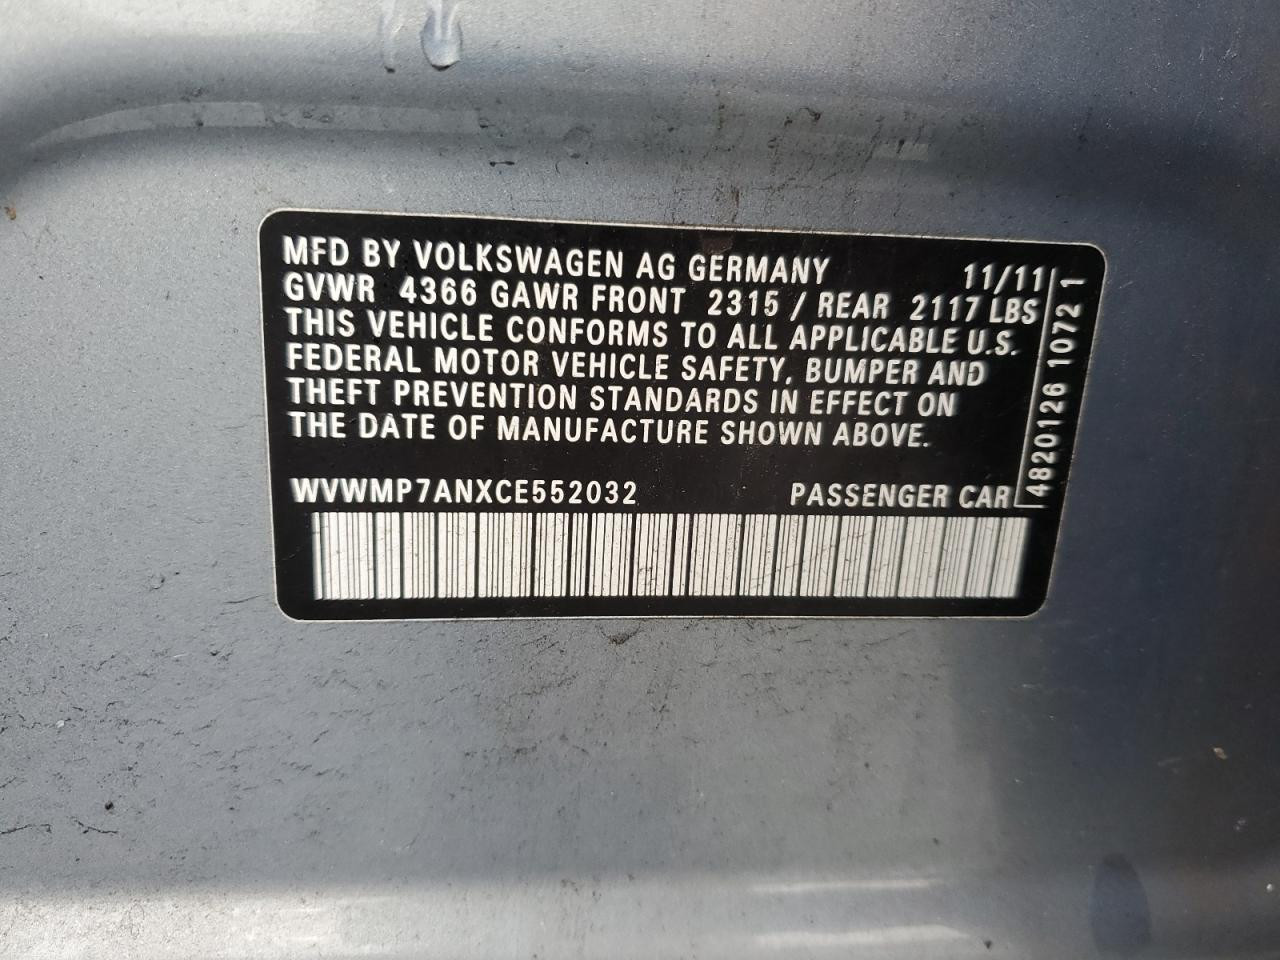 MFD BY VOLKSWAGEN AG GERMANY 11/11
GVWR 4366 GAWR FRONT 2315 / REAR 2117 LBS
THIS VEHICLE CONFORMS TO ALL APPLICABLE U.S.
FEDERAL MOTOR VEHICLE SAFETY, BUMPER AND
THEFT PREVENTION STANDARDS IN EFFECT ON
THE DATE OF MANUFACTURE SHOWN ABOVE.
WVWMP7ANXCE552032 PASSENGER CAR
4820126 1072 1